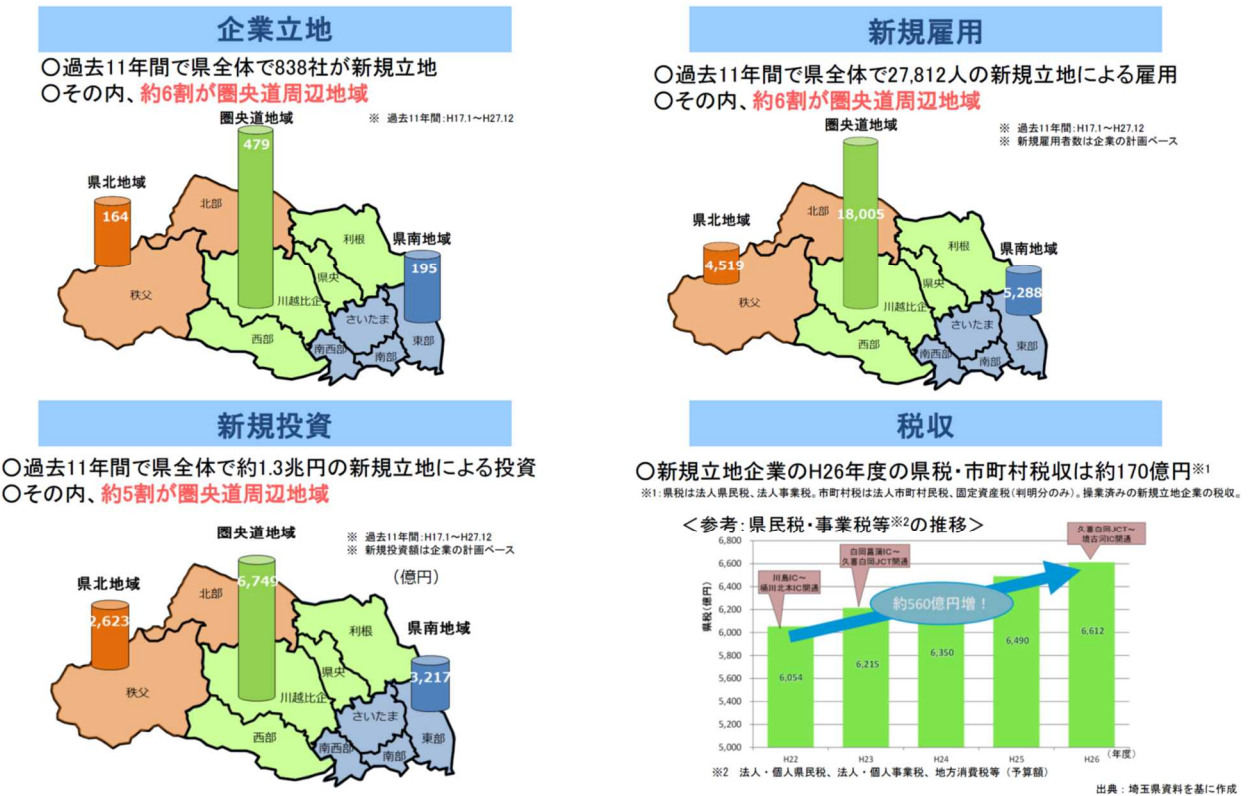 企業立地
〇過去11年間で県全体で838社が新規立地
〇その内、約6割が圏央道周辺地域
※ 過去11年間:H17.1～H27.12
圏央道地域
479
県北地域
164
県南地域
195
北部
利根
県央
秩父
川越比企
さいたま
西部
南西部
南部
東部
新規雇用
〇過去11年間で県全体で27,812人の新規立地による雇用
〇その内、約6割が圏央道周辺地域
※ 過去11年間:H17.1～H27.12
※ 新規雇用者数は企業の計画ベース
圏央道地域
18,005
県北地域
4,519
県南地域
5,288
北部
利根
県央
秩父
川越比企
さいたま
西部
南西部
南部
東部
新規投資
〇過去11年間で県全体で約1.3兆円の新規立地による投資
〇その内、約5割が圏央道周辺地域
※ 過去11年間:H17.1～H27.12
※ 新規投資額は企業の計画ベース
(億円)
圏央道地域
6,749
県北地域
2,623
県南地域
3,217
北部
利根
県央
秩父
川越比企
さいたま
西部
南西部
南部
東部
税収
〇新規立地企業のH26年度の県税・市町村税収は約170億円※1
※1:県税は法人県民税、法人事業税。市町村税は法人市町村民税、固定資産税(判明分のみ)。操業済みの新規立地企業の税収。
＜参考:県民税・事業税等※2の推移＞
県税(億円)
6,800
6,600
6,400
6,200
6,000
5,800
5,600
5,400
5,200
5,000
川島IC～
桶川北本IC開通
白岡菖蒲IC～
久喜白岡JCT開通
久喜白岡JCT～
境古河IC開通
約560億円増！
6,054
6,215
6,350
6,490
6,612
H22
H23
H24
H25
H26
(年度)
※2 法人・個人県民税、法人・個人事業税、地方消費税等（予算額）
出典：埼玉県資料を基に作成